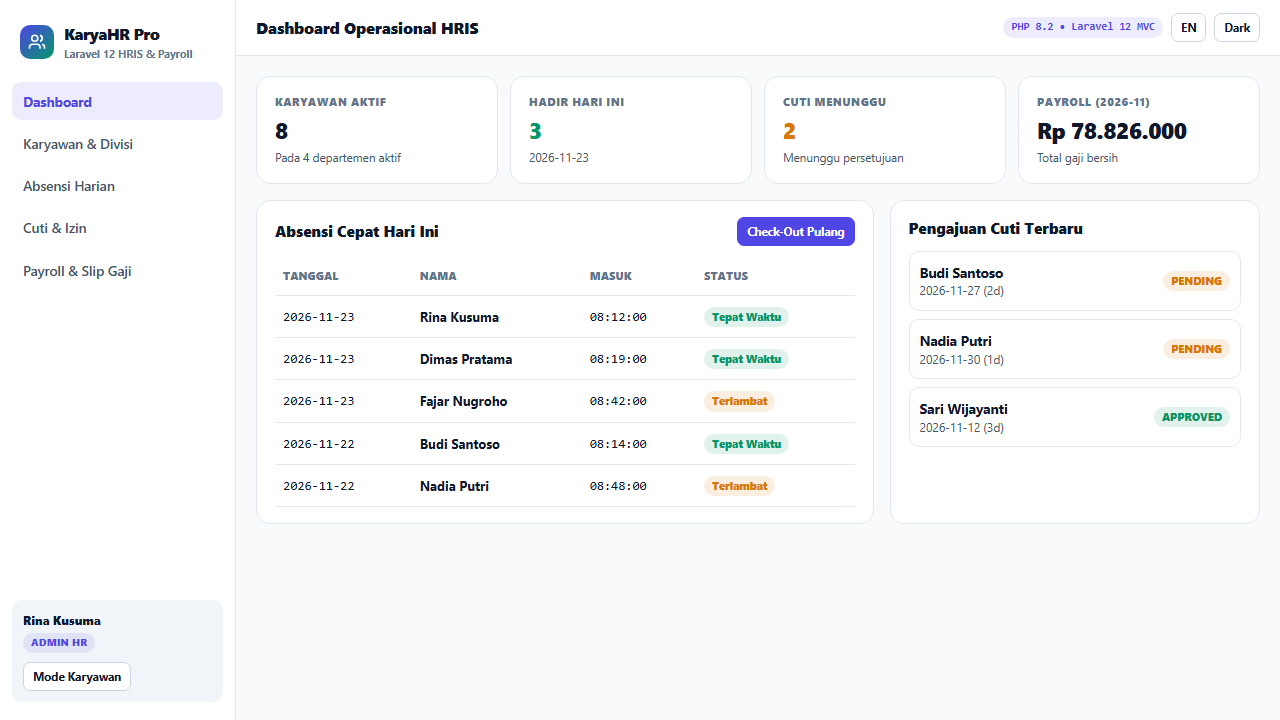 KaryaHR Pro
Laravel 12 HRIS & Payroll
Dashboard
Karyawan & Divisi
Absensi Harian
Cuti & Izin
Payroll & Slip Gaji
Rina Kusuma
ADMIN HR
Mode Karyawan
Dashboard Operasional HRIS
PHP 8.2 • Laravel 12 MVC
EN
Dark
KARYAWAN AKTIF
8
Pada 4 departemen aktif
HADIR HARI INI
3
2026-11-23
CUTI MENUNGGU
2
Menunggu persetujuan
PAYROLL (2026-11)
Rp 78.826.000
Total gaji bersih
Absensi Cepat Hari Ini
Check-Out Pulang
TANGGAL NAMA MASUK STATUS
2026-11-23 Rina Kusuma 08:12:00 Tepat Waktu
2026-11-23 Dimas Pratama 08:19:00 Tepat Waktu
2026-11-23 Fajar Nugroho 08:42:00 Terlambat
2026-11-22 Budi Santoso 08:14:00 Tepat Waktu
2026-11-22 Nadia Putri 08:48:00 Terlambat
Pengajuan Cuti Terbaru
Budi Santoso
2026-11-27 (2d)
PENDING
Nadia Putri
2026-11-30 (1d)
PENDING
Sari Wijayanti
2026-11-12 (3d)
APPROVED